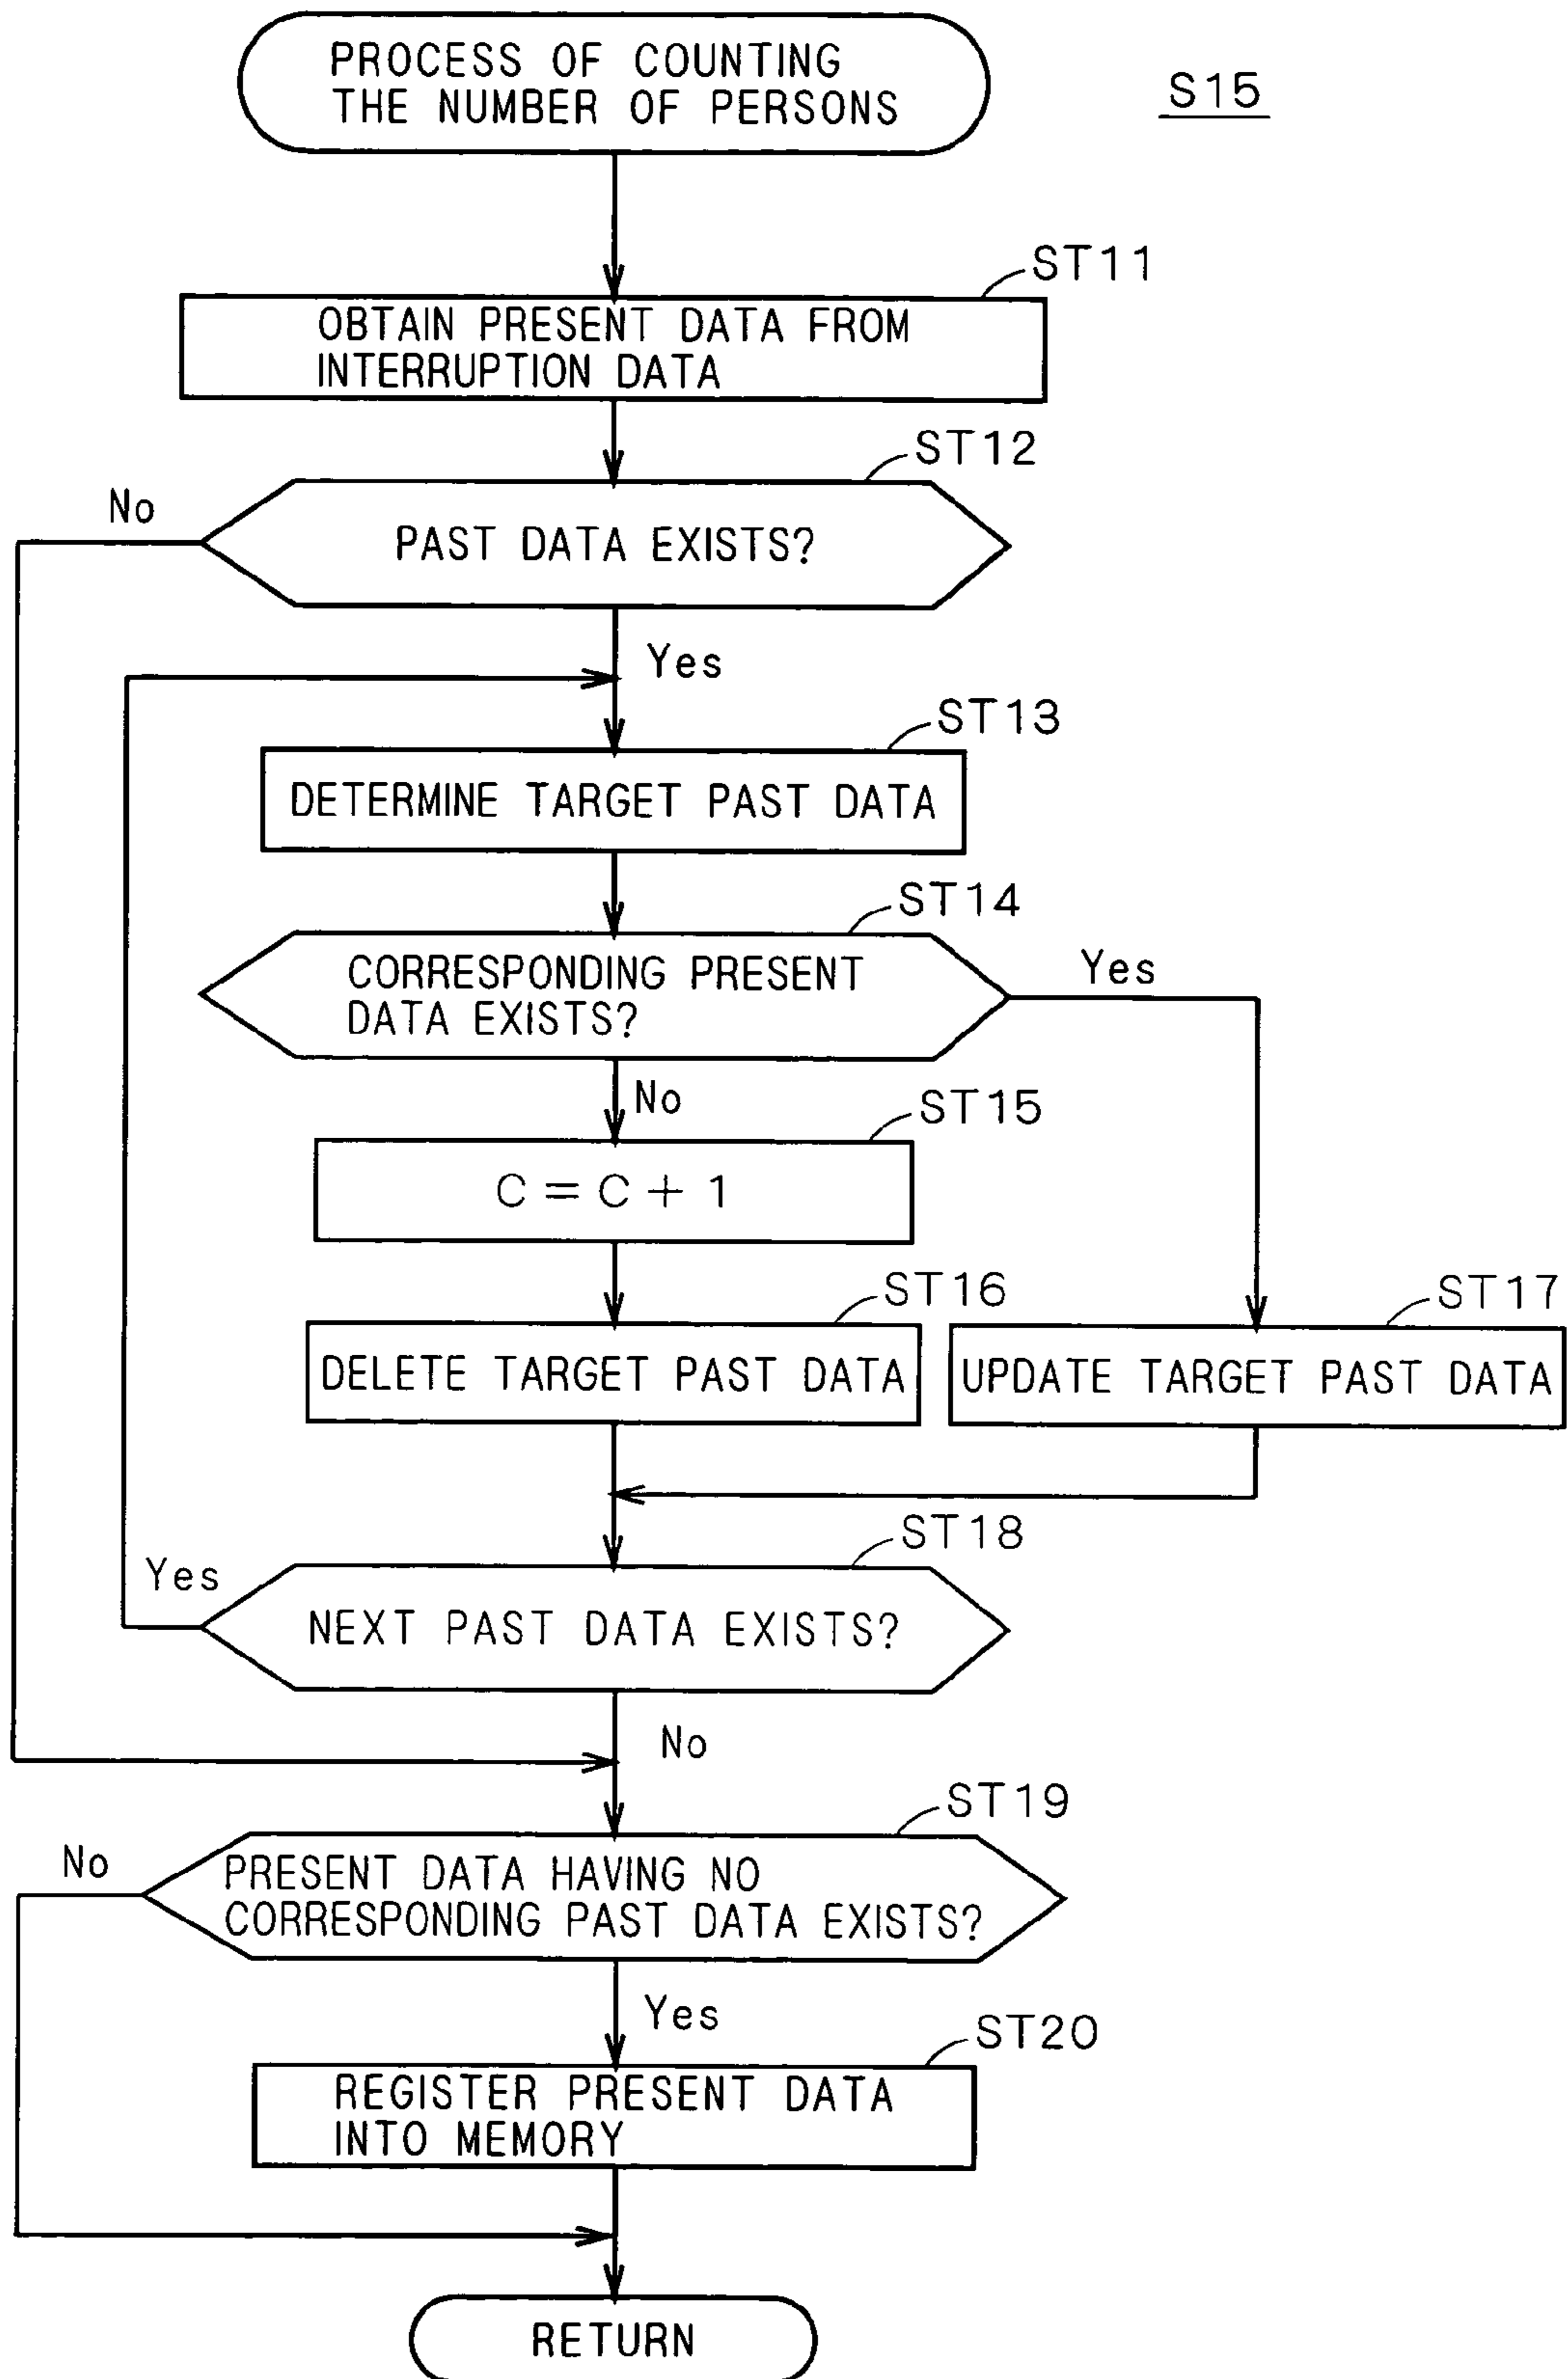 PROCESS OF COUNTING
THE NUMBER OF PERSONS
S15
ST11
OBTAIN PRESENT DATA FROM
INTERRUPTION DATA
ST12
No
PAST DATA EXISTS?
Yes
ST13
DETERMINE TARGET PAST DATA
ST14
CORRESPONDING PRESENT
DATA EXISTS?
Yes
No
ST15
C = C + 1
ST16
DELETE TARGET PAST DATA
ST17
UPDATE TARGET PAST DATA
ST18
Yes
NEXT PAST DATA EXISTS?
No
ST19
No
PRESENT DATA HAVING NO
CORRESPONDING PAST DATA EXISTS?
Yes
ST20
REGISTER PRESENT DATA
INTO MEMORY
RETURN